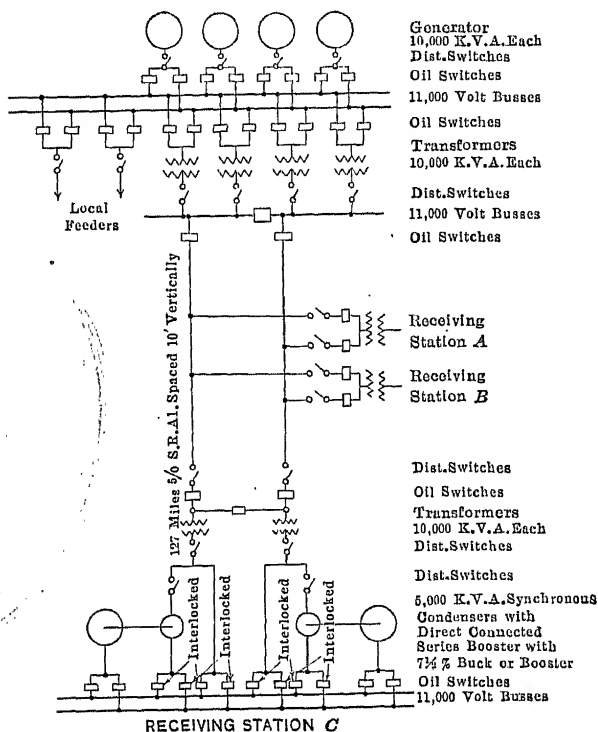 Generator
10,000 K.V.A.Each
Dist.Switches
Oil Switches
11,000 Volt Busses
Oil Switches
Transformers
10,000 K.V.A.Each
Dist.Switches
Local
Feeders
11,000 Volt Busses
Oil Switches
127 Miles 5/0 S.R.Al. Spaced 10' Vertically
Receiving
Station A
Receiving
Station B
Dist.Switches
Oil Switches
Transformers
10,000 K.V.A.Each
Dist.Switches
Dist.Switches
5,000 K.V.A.Synchronous
Condensers with
Direct Connected
Series Booster with
7½ % Buck or Booster
Interlocked
Interlocked
Interlocked
Interlocked
Oil Switches
11,000 Volt Busses
RECEIVING STATION C